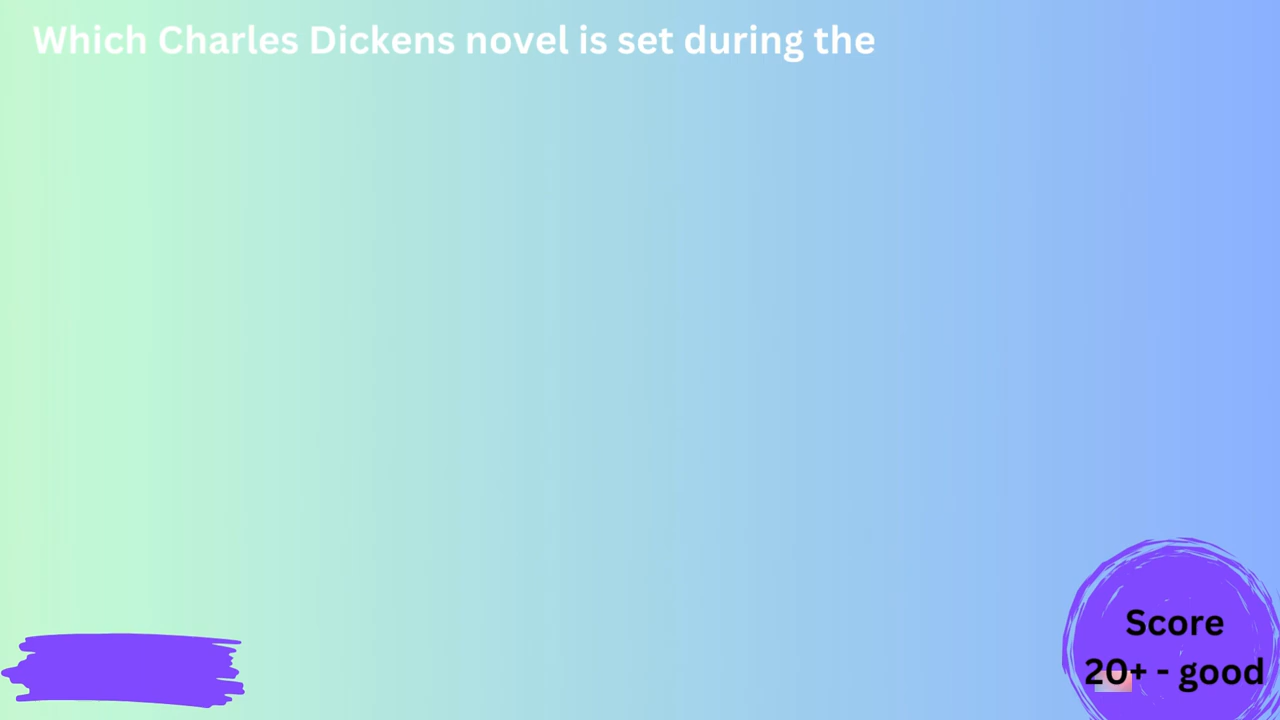 Which Charles Dickens novel is set during the
Score
20+ - good